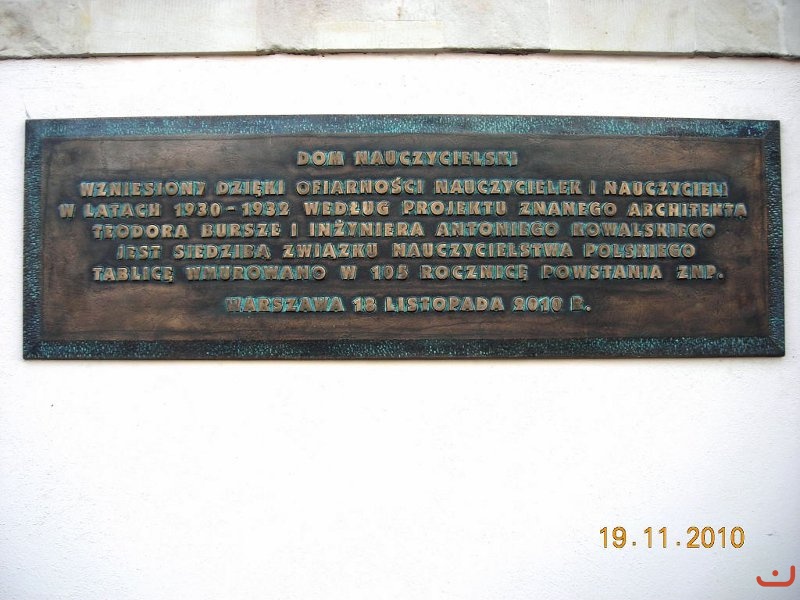 DOM NAUCZYCIELSKI
WZNIESIONY DZIĘKI OFIARNOŚCI NAUCZYCIELEK I NAUCZYCIELI
W LATACH 1930-1932 WEDŁUG PROJEKTU ZNANEGO ARCHITEKTA
TEODORA BURSZE I INŻYNIERA ANTONIEGO KOWALSKIEGO
JEST SIEDZIBĄ ZWIĄZKU NAUCZYCIELSTWA POLSKIEGO
TABLICĘ WMUROWANO W 105 ROCZNICĘ POWSTANIA ZNP.
WARSZAWA 18 LISTOPADA 2010 R.
19.11.2010